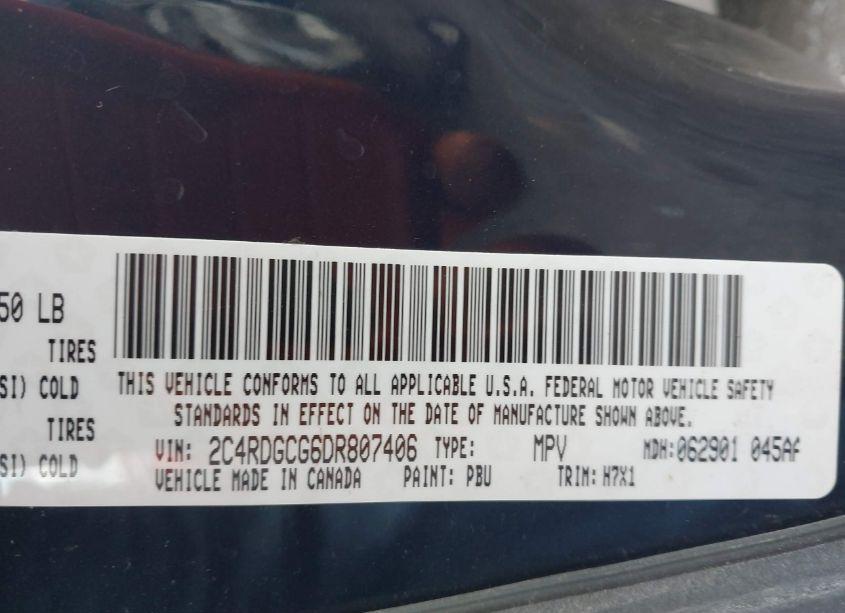 50 LB
TIRES
SI) COLD
TIRES
SI) COLD
THIS VEHICLE CONFORMS TO ALL APPLICABLE U.S.A. FEDERAL MOTOR VEHICLE SAFETY
STANDARDS IN EFFECT ON THE DATE OF MANUFACTURE SHOWN ABOVE.
VIN: 2C4RDGCG6DR807406 TYPE: MPV MDH:062901 045AF
VEHICLE MADE IN CANADA PAINT: PBU TRIM: H7X1